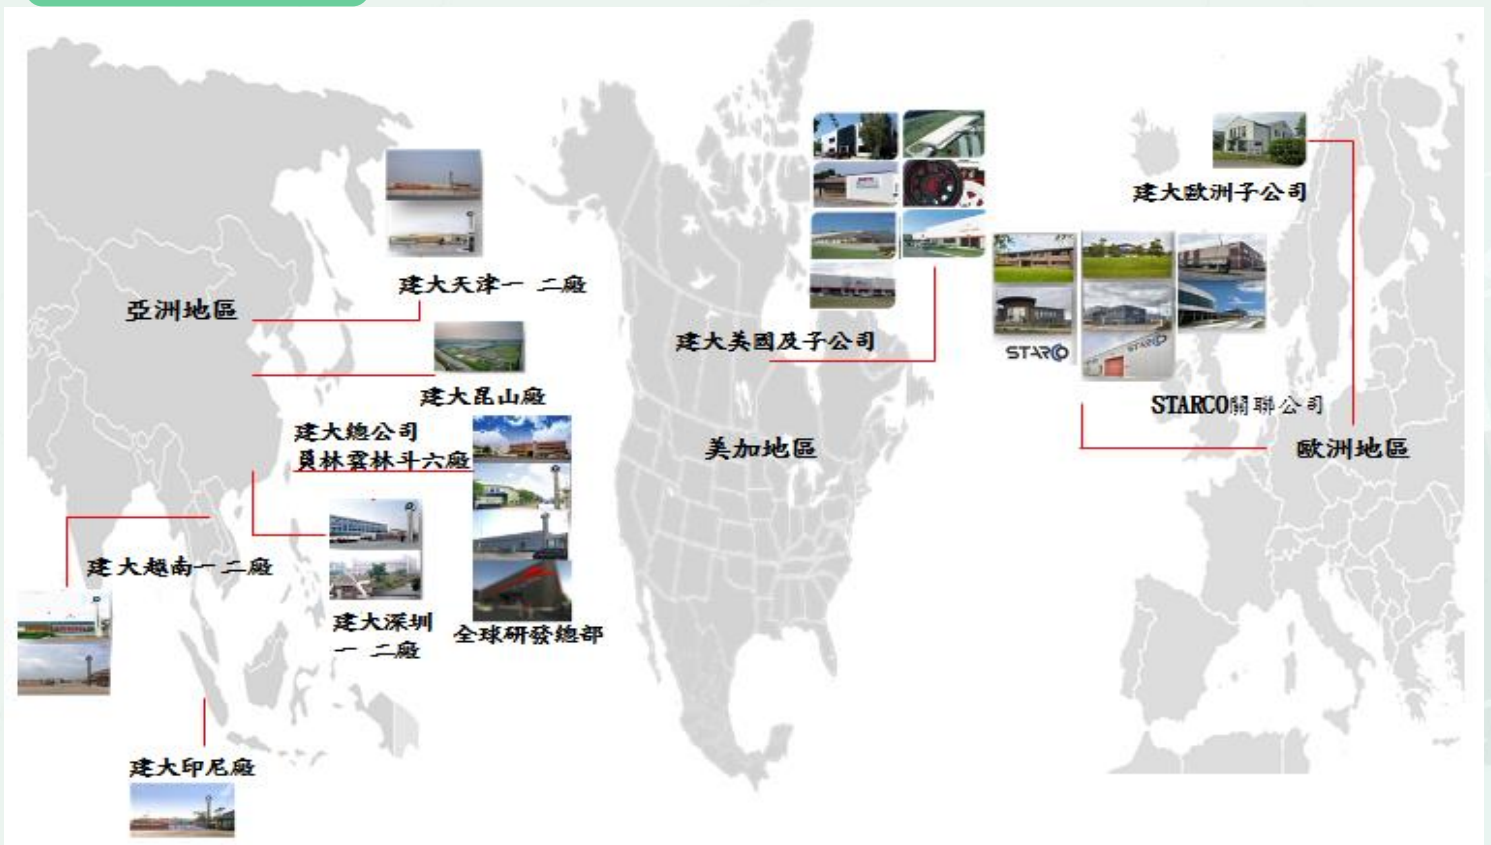 建大歐洲子公司
建大天津一 二廠
亞洲地區
建大美國及子公司
STARCO
STARCO
建大昆山廠
STARCO關聯公司
建大總公司
員林雲林斗六廠
美加地區
歐洲地區
建大越南一二廠
建大深圳
一 二廠
全球研發總部
建大印尼廠